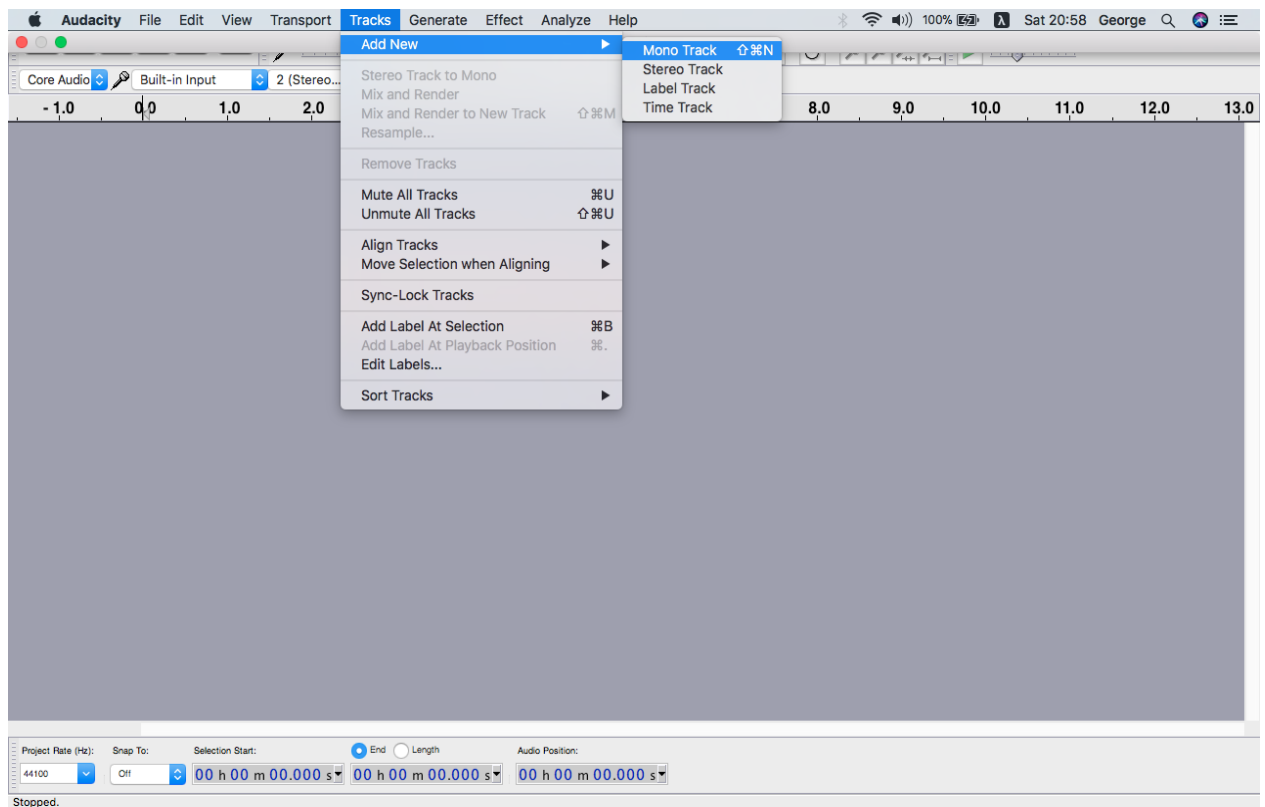 Audacity File Edit View Transport Tracks Generate Effect Analyze Help 100% Sat 20:58 George
Add New
Mono Track ⇧⌘N
Core Audio Built-in Input 2 (Stereo...
Stereo Track to Mono
Stereo Track
Mix and Render
Label Track
- 1.0 0.0 1.0 2.0 8.0 9.0 10.0 11.0 12.0 13.0
Mix and Render to New Track ⇧⌘M
Time Track
Resample...
Remove Tracks
Mute All Tracks ⌘U
Unmute All Tracks ⇧⌘U
Align Tracks
Move Selection when Aligning
Sync-Lock Tracks
Add Label At Selection ⌘B
Add Label At Playback Position ⌘.
Edit Labels...
Sort Tracks
Project Rate (Hz): Snap To: Selection Start: End Length Audio Position:
44100 Off 00 h 00 m 00.000 s 00 h 00 m 00.000 s 00 h 00 m 00.000 s
Stopped.